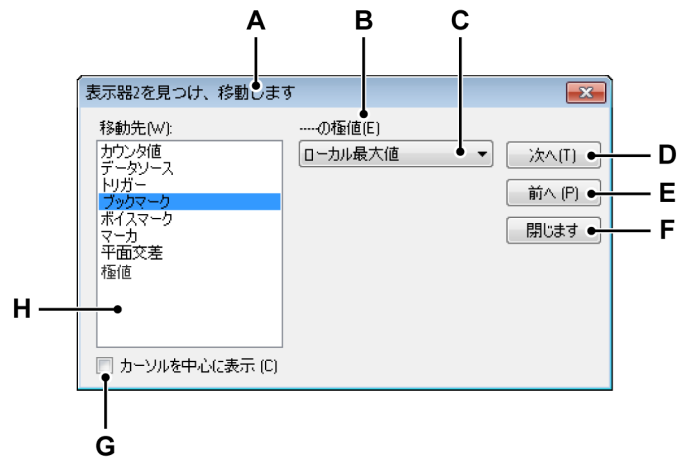 A B C
表示器2を見つけ、移動します
移動先(W):
カウンタ値
データソース
トリガー
ブックマーク
ボイスマーク
マーカ
平面交差
極値
-----の極値(E)
ローカル最大値
次へ(T) D
前へ (P) E
閉じます F
H
カーソルを中心に表示 (C)
G